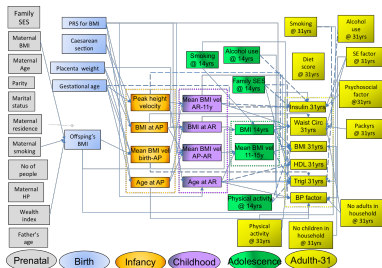 Family
SES
Maternal
BMI
Maternal
Age
Parity
Marital
status
Maternal
residence
Maternal
smoking
No of
people
Maternal
HP
Wealth
index
Father's
age
PRS for BMI
Caesarean
section
Placenta weight
Gestational age
Offspring's
BMI
Peak height
velocity
BMI at AP
Mean BMI vel
birth-AP
Age at AP
Mean BMI vel
AR-11y
BMI at AR
Mean BMI vel
AP-AR
Age at AR
Smoking
@ 14yrs
Alcohol use
@ 14yrs
Family SES
@ 14yrs
BMI 14yrs
Mean BMI vel
11-15y
Physical activity
@ 14yrs
Smoking
@ 31yrs
Alcohol
use
@ 31yrs
Diet
score
@ 31yrs
SE factor
@ 31yrs
Psychosocial
factor @31yrs
Packyrs
@ 31yrs
Insulin 31yrs
Waist Circ 31yrs
BMI 31yrs
HDL 31yrs
Trigl 31yrs
BP factor
No adults in
household
@ 31yrs
Physical
activity
@ 31yrs
No children in
household
@ 31yrs
Prenatal
Birth
Infancy
Childhood
Adolescence
Adulth-31